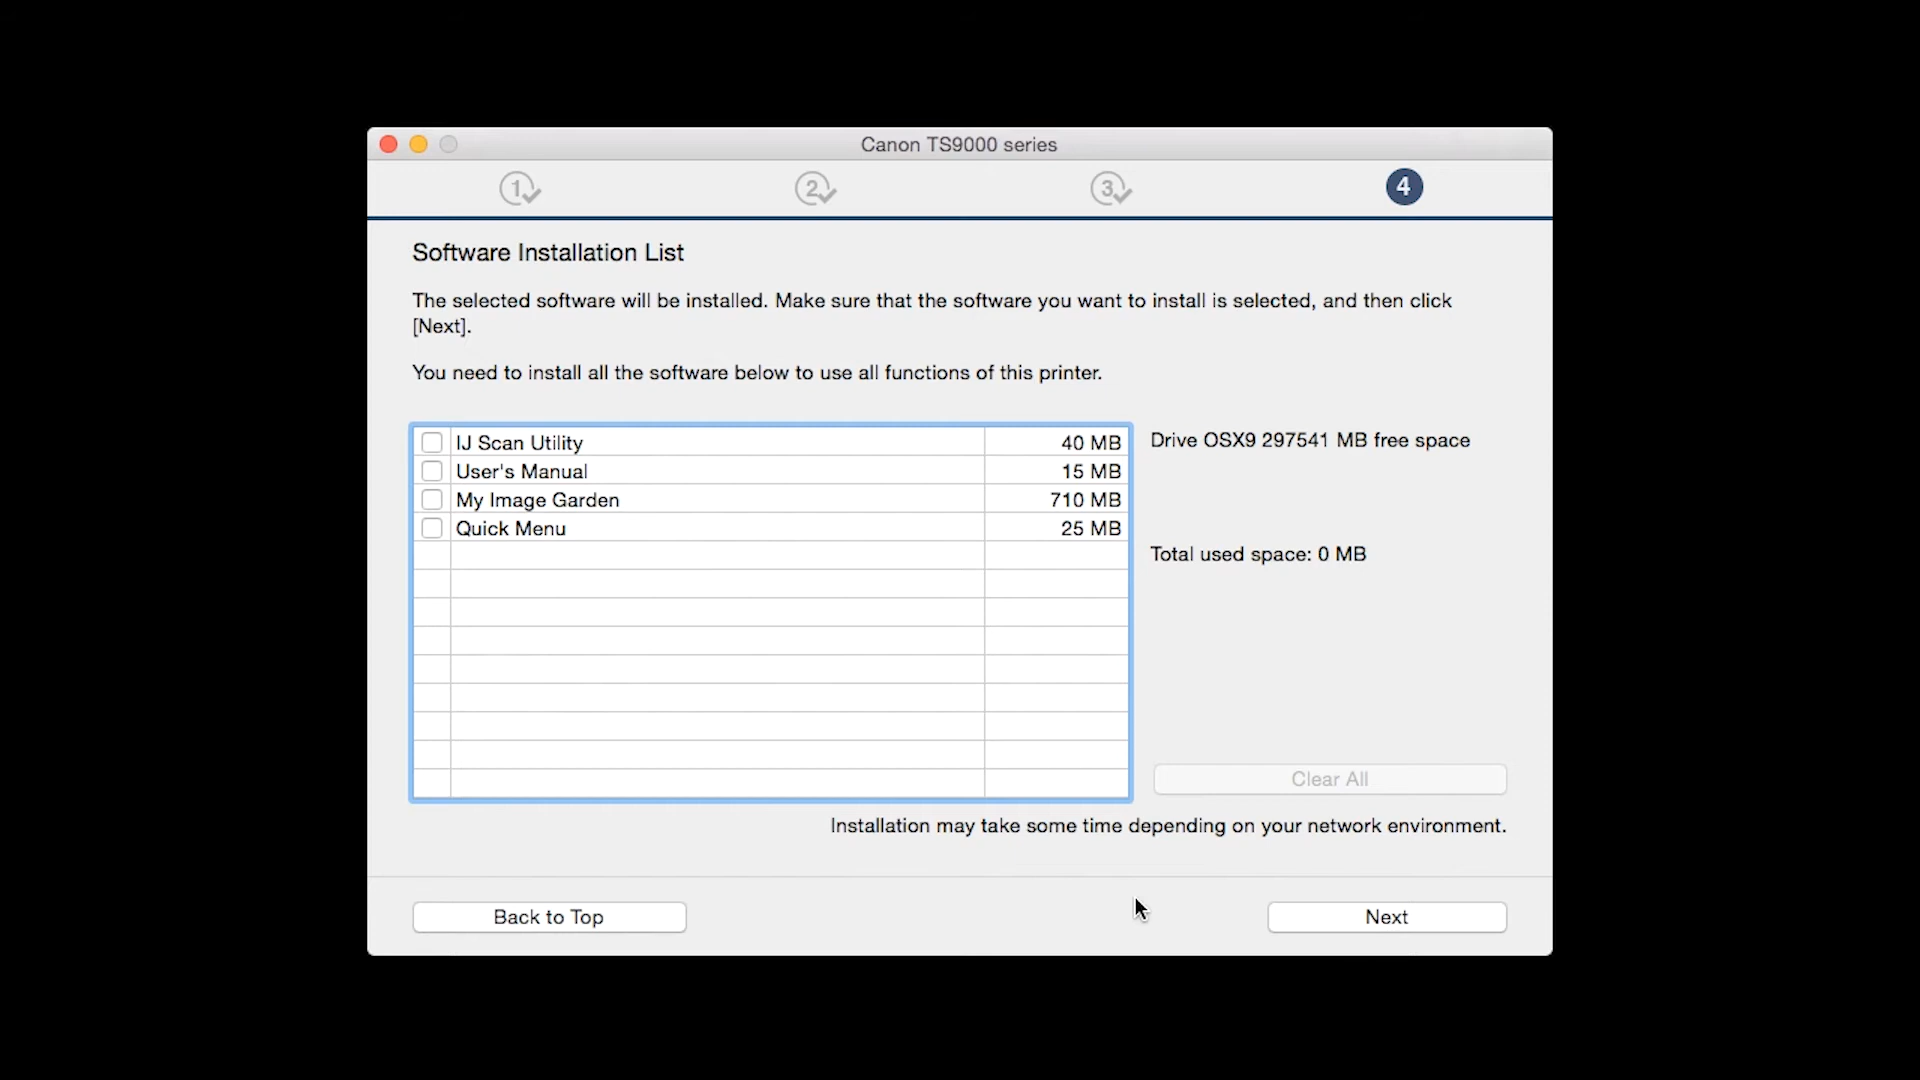 Canon TS9000 series
1
2
3
4
Software Installation List
The selected software will be installed. Make sure that the software you want to install is selected, and then click
[Next].
You need to install all the software below to use all functions of this printer.
IJ Scan Utility 40 MB
User's Manual 15 MB
My Image Garden 710 MB
Quick Menu 25 MB
Drive OSX9 297541 MB free space
Total used space: 0 MB
Clear All
Installation may take some time depending on your network environment.
Back to Top
Next